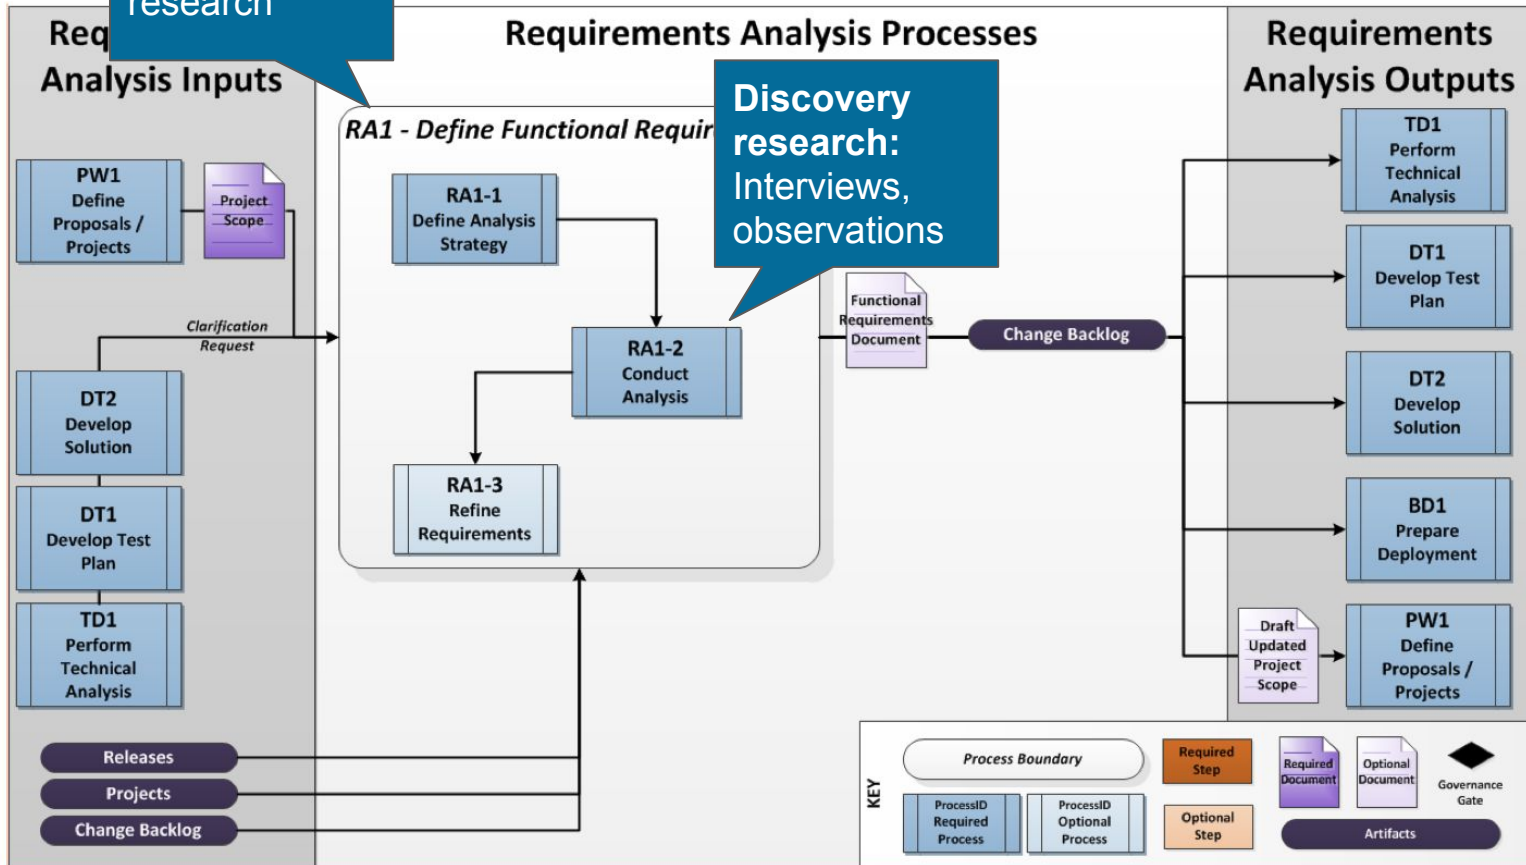 research
Req
Analysis Inputs
Requirements Analysis Processes
Requirements
Analysis Outputs
Discovery
research:
Interviews,
observations
RA1 - Define Functional Requir
PW1
Define
Proposals /
Projects
Project
Scope
Clarification
Request
DT2
Develop
Solution
DT1
Develop Test
Plan
TD1
Perform
Technical
Analysis
Releases
Projects
Change Backlog
RA1-1
Define Analysis
Strategy
RA1-2
Conduct
Analysis
RA1-3
Refine
Requirements
Functional
Requirements
Document
Change Backlog
TD1
Perform
Technical
Analysis
DT1
Develop Test
Plan
DT2
Develop
Solution
BD1
Prepare
Deployment
Draft
Updated
Project
Scope
PW1
Define
Proposals /
Projects
KEY
Process Boundary
ProcessID
Required
Process
ProcessID
Optional
Process
Required
Step
Optional
Step
Required
Document
Optional
Document
Governance
Gate
Artifacts